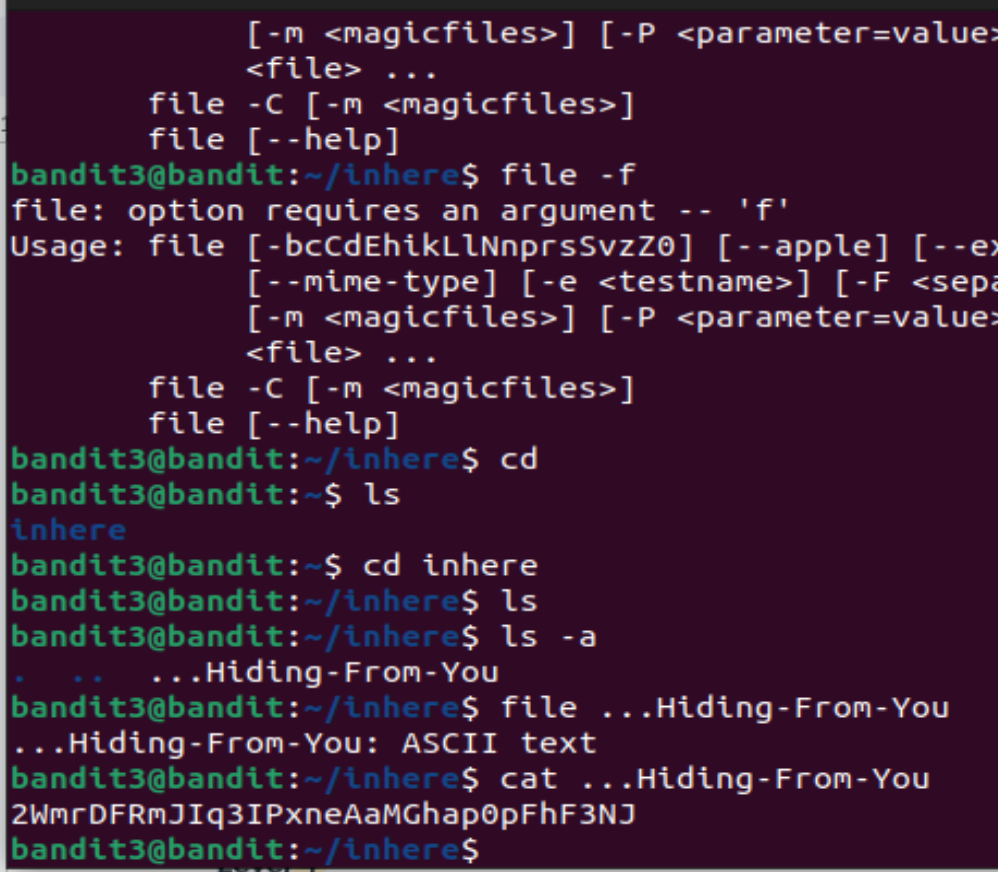 [-m <magicfiles>] [-P <parameter=value>
<file> ...
file -C [-m <magicfiles>]
file [--help]
bandit3@bandit:~/inhere$ file -f
file: option requires an argument -- 'f'
Usage: file [-bcCdEhikLlNnprsSvzZ0] [--apple] [--ex
[--mime-type] [-e <testname>] [-F <sepa
[-m <magicfiles>] [-P <parameter=value>
<file> ...
file -C [-m <magicfiles>]
file [--help]
bandit3@bandit:~/inhere$ cd
bandit3@bandit:~$ ls
inhere
bandit3@bandit:~$ cd inhere
bandit3@bandit:~/inhere$ ls
bandit3@bandit:~/inhere$ ls -a
. .. ...Hiding-From-You
bandit3@bandit:~/inhere$ file ...Hiding-From-You
...Hiding-From-You: ASCII text
bandit3@bandit:~/inhere$ cat ...Hiding-From-You
2WmrDFRmJIq3IPxneAaMGhap0pFhF3NJ
bandit3@bandit:~/inhere$